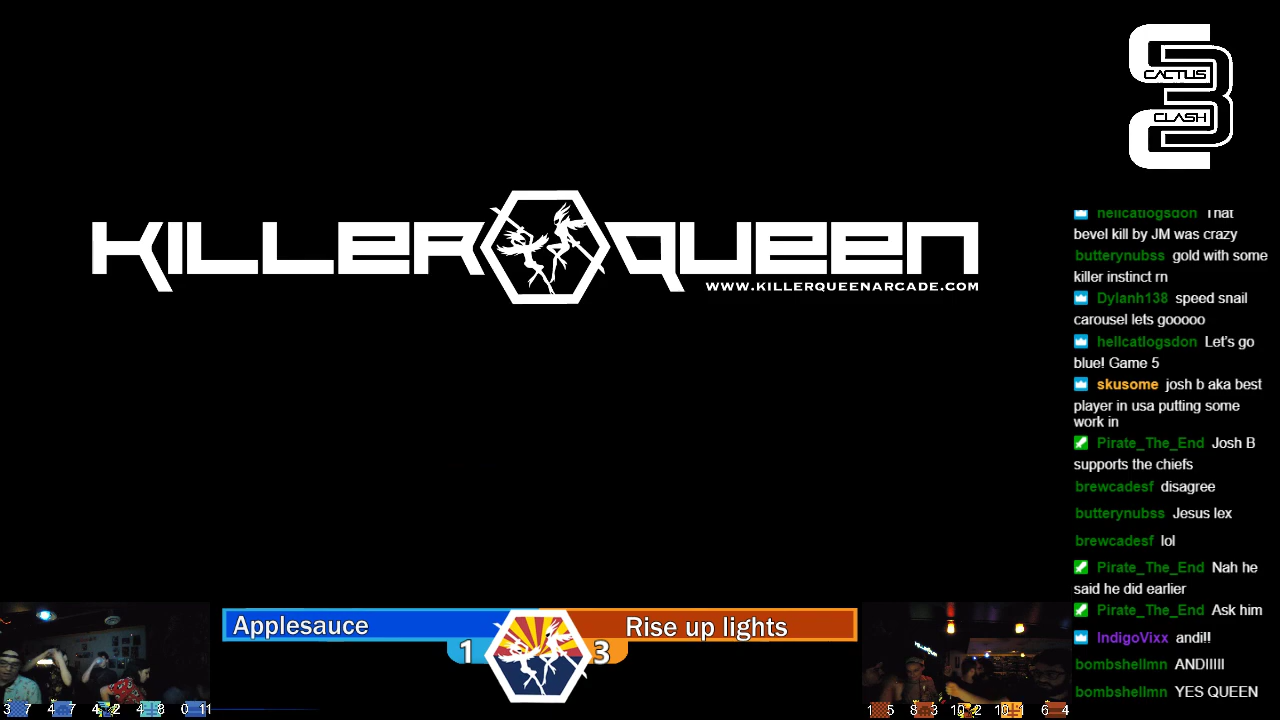 CACTUS
3
CLASH
KILLER QUEEN
WWW.KILLERQUEENARCADE.COM
hellcatlogsdon That
bevel kill by JM was crazy
butterynubss gold with some
killer instinct rn
Dylanh138 speed snail
carousel lets gooooo
hellcatlogsdon Let's go
blue! Game 5
skusome josh b aka best
player in usa putting some
work in
Pirate_The_End Josh B
supports the chiefs
brewcadesf disagree
butterynubss Jesus lex
brewcadesf lol
Pirate_The_End Nah he
said he did earlier
Pirate_The_End Ask him
IndigoVixx andi!!
bombshellmn ANDIIIII
bombshellmn YES QUEEN
Applesauce
Rise up lights
1
3